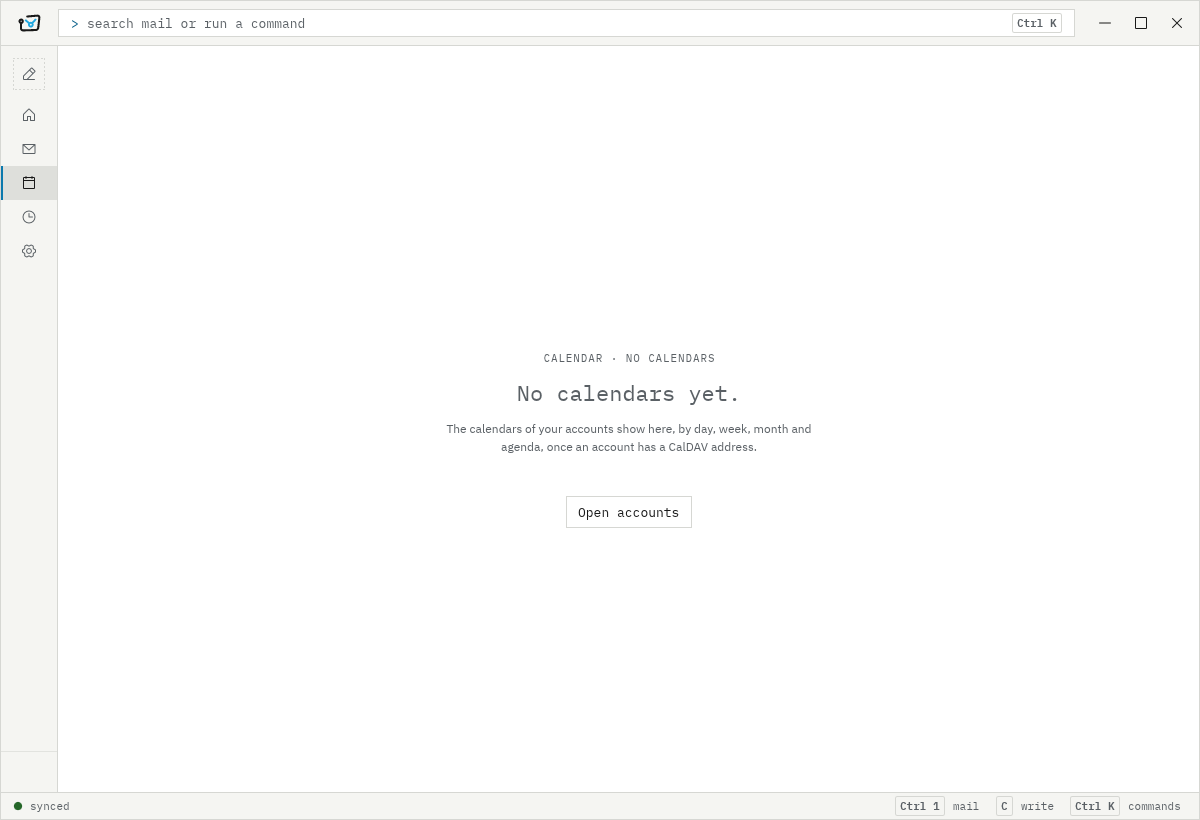 > search mail or run a command Ctrl K
CALENDAR · NO CALENDARS
No calendars yet.
The calendars of your accounts show here, by day, week, month and
agenda, once an account has a CalDAV address.
Open accounts
synced Ctrl 1 mail C write Ctrl K commands